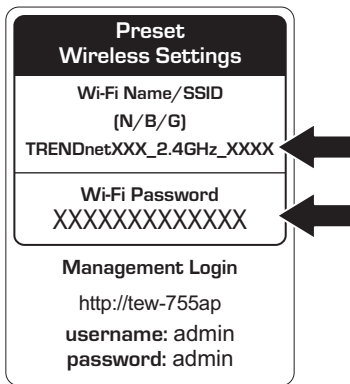 Preset
Wireless Settings
Wi-Fi Name/SSID
(N/B/G)
TRENDnetXXX_2.4GHz_XXXX
Wi-Fi Password
XXXXXXXXXXXXX
Management Login
http://tew-755ap
username: admin
password: admin